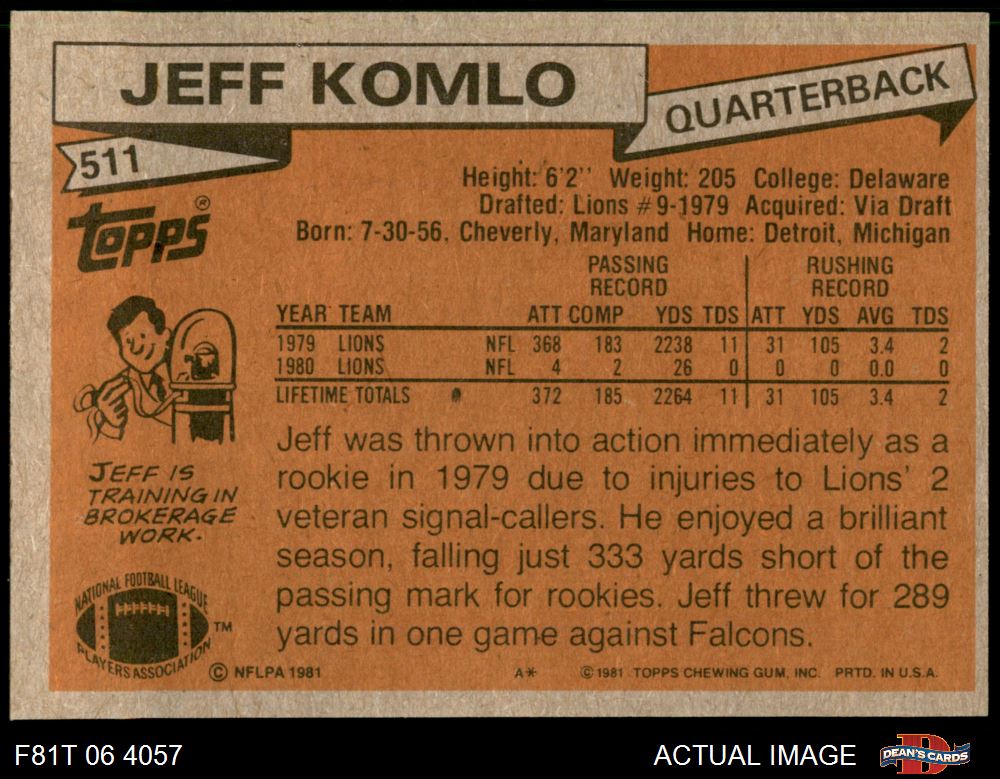 JEFF KOMLO
QUARTERBACK
511
TOPPS®
Height: 6'2'' Weight: 205 College: Delaware
Drafted: Lions #9-1979 Acquired: Via Draft
Born: 7-30-56, Cheverly, Maryland Home: Detroit, Michigan
PASSING RECORD RUSHING RECORD
YEAR TEAM ATT COMP YDS TDS ATT YDS AVG TDS
1979 LIONS NFL 368 183 2238 11 31 105 3.4 2
1980 LIONS NFL 4 2 26 0 0 0 0.0 0
LIFETIME TOTALS 372 185 2264 11 31 105 3.4 2
JEFF IS
TRAINING IN
BROKERAGE
WORK.
Jeff was thrown into action immediately as a
rookie in 1979 due to injuries to Lions' 2
veteran signal-callers. He enjoyed a brilliant
season, falling just 333 yards short of the
passing mark for rookies. Jeff threw for 289
yards in one game against Falcons.
NATIONAL FOOTBALL LEAGUE
PLAYERS ASSOCIATION ™
© NFLPA 1981 A* © 1981 TOPPS CHEWING GUM, INC. PRTD. IN U.S.A.
F81T 06 4057 ACTUAL IMAGE DEAN'S CARDS